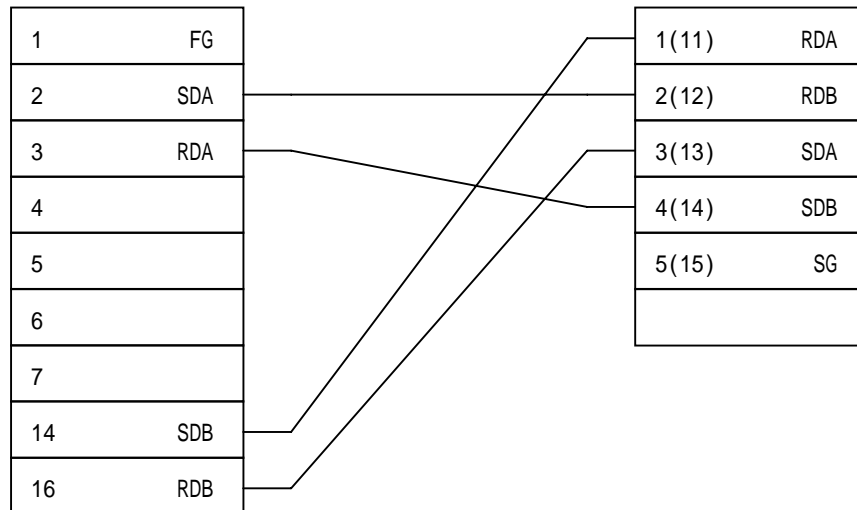 1 FG
2 SDA
3 RDA
4
5
6
7
14 SDB
16 RDB
1(11) RDA
2(12) RDB
3(13) SDA
4(14) SDB
5(15) SG